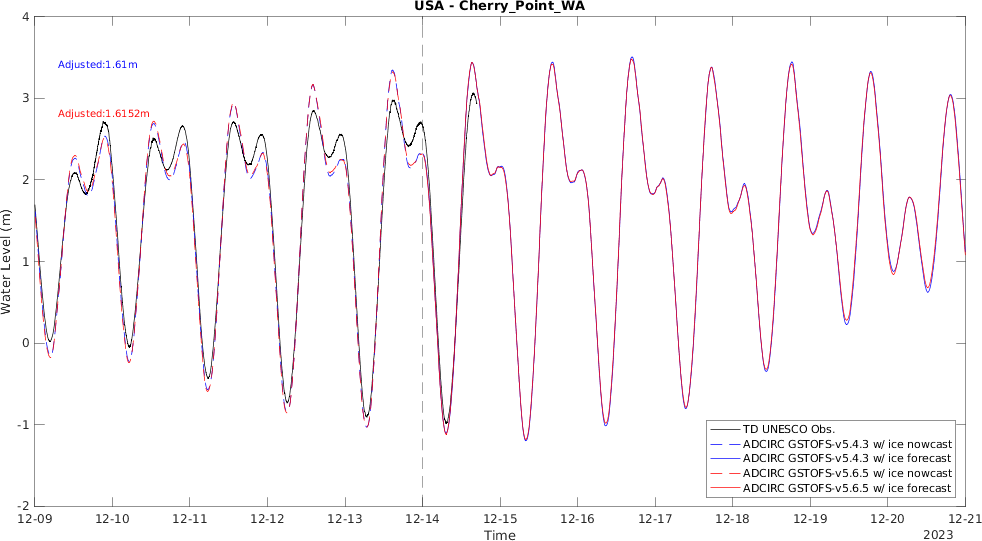 USA - Cherry_Point_WA
4
3
2
1
0
-1
-2
Water Level (m)
Adjusted:1.61m
Adjusted:1.6152m
TD UNESCO Obs.
ADCIRC GSTOFS-v5.4.3 w/ ice nowcast
ADCIRC GSTOFS-v5.4.3 w/ ice forecast
ADCIRC GSTOFS-v5.6.5 w/ ice nowcast
ADCIRC GSTOFS-v5.6.5 w/ ice forecast
12-09 12-10 12-11 12-12 12-13 12-14 12-15 12-16 12-17 12-18 12-19 12-20 12-21
Time
2023